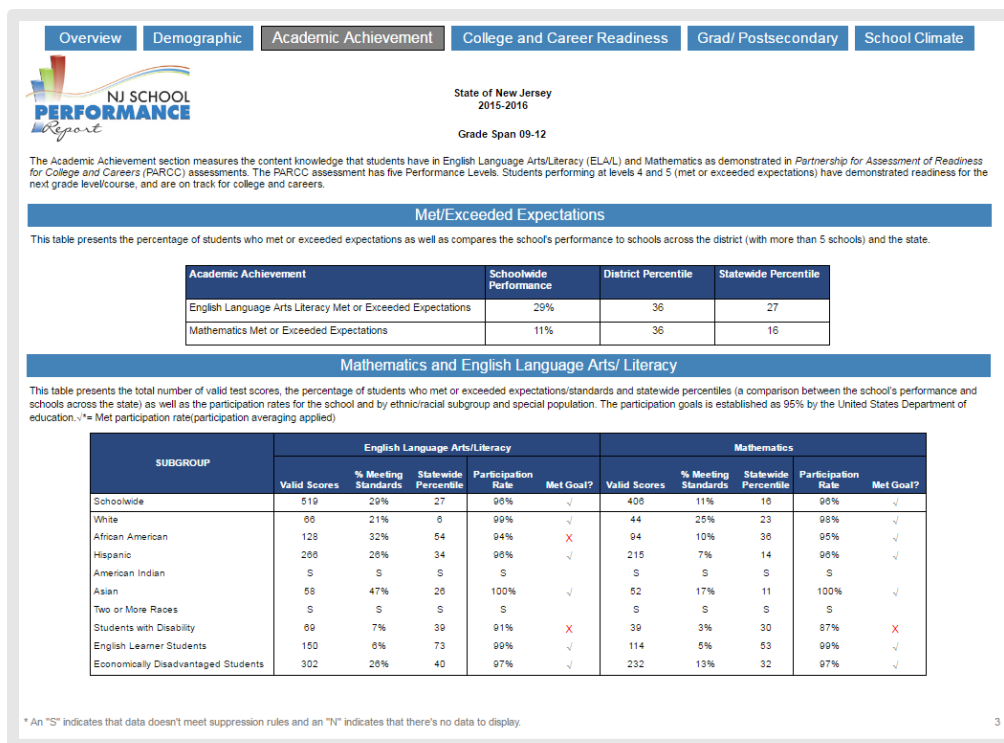 Overview Demographic Academic Achievement College and Career Readiness Grad/ Postsecondary School Climate
NJ SCHOOL
PERFORMANCE
Report
State of New Jersey
2015-2016
Grade Span 09-12
The Academic Achievement section measures the content knowledge that students have in English Language Arts/Literacy (ELA/L) and Mathematics as demonstrated in Partnership for Assessment of Readiness
for College and Careers (PARCC) assessments. The PARCC assessment has five Performance Levels. Students performing at levels 4 and 5 (met or exceeded expectations) have demonstrated readiness for the
next grade level/course, and are on track for college and careers.
Met/Exceeded Expectations
This table presents the percentage of students who met or exceeded expectations as well as compares the school's performance to schools across the district (with more than 5 schools) and the state.
Academic Achievement Schoolwide Performance District Percentile Statewide Percentile
English Language Arts Literacy Met or Exceeded Expectations 29% 36 27
Mathematics Met or Exceeded Expectations 11% 36 16
Mathematics and English Language Arts/ Literacy
This table presents the total number of valid test scores, the percentage of students who met or exceeded expectations/standards and statewide percentiles (a comparison between the school's performance and
schools across the state) as well as the participation rates for the school and by ethnic/racial subgroup and special population. The participation goals is established as 95% by the United States Department of
education.√*= Met participation rate(participation averaging applied)
English Language Arts/Literacy Mathematics
SUBGROUP Valid Scores % Meeting Standards Statewide Percentile Participation Rate Met Goal? Valid Scores % Meeting Standards Statewide Percentile Participation Rate Met Goal?
Schoolwide 519 29% 27 96% √ 406 11% 16 96% √
White 66 21% 6 99% √ 44 25% 23 98% √
African American 128 32% 54 94% X 94 10% 36 95% √
Hispanic 266 26% 34 96% √ 215 7% 14 96% √
American Indian S S S S S S S S
Asian 58 47% 26 100% √ 52 17% 11 100% √
Two or More Races S S S S S S S S
Students with Disability 69 7% 39 91% X 39 3% 30 87% X
English Learner Students 150 6% 73 99% √ 114 5% 53 99% √
Economically Disadvantaged Students 302 26% 40 97% √ 232 13% 32 97% √
* An "S" indicates that data doesn't meet suppression rules and an "N" indicates that there's no data to display. 3